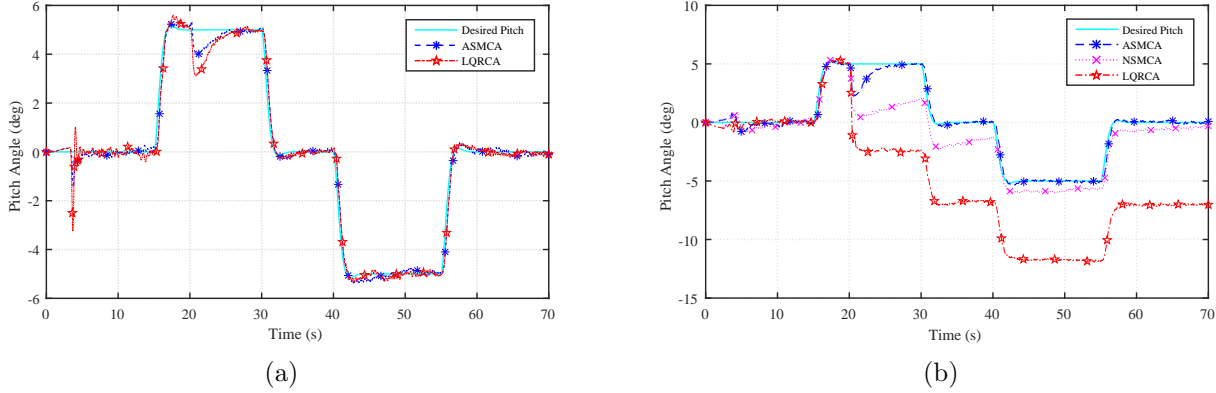 6
4
2
0
-2
-4
-6
0 10 20 30 40 50 60 70
Pitch Angle (deg)
Time (s)
Desired Pitch
ASMCA
LQRCA
(a)
10
5
0
-5
-10
-15
0 10 20 30 40 50 60 70
Pitch Angle (deg)
Time (s)
Desired Pitch
ASMCA
NSMCA
LQRCA
(b)